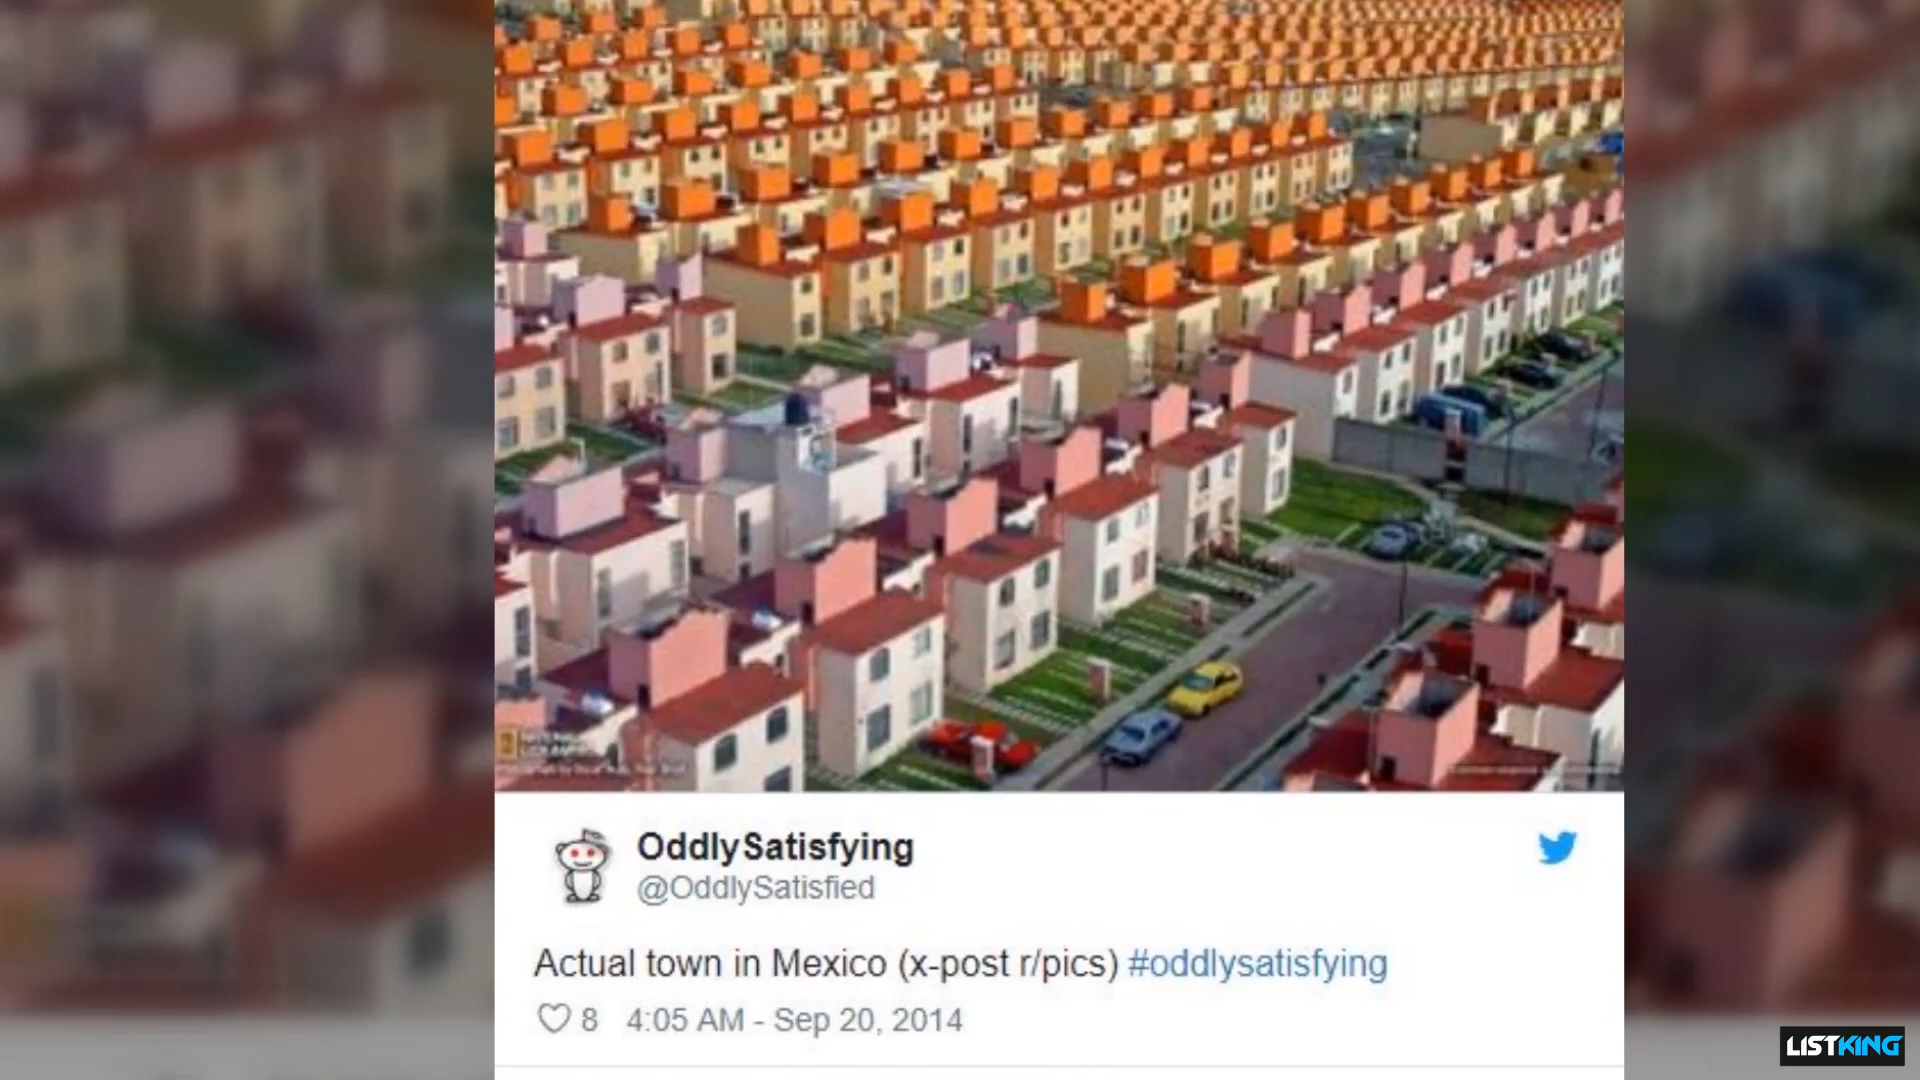 OddlySatisfying
@OddlySatisfied
Actual town in Mexico (x-post r/pics) #oddlysatisfying
8 4:05 AM - Sep 20, 2014
LISTKING